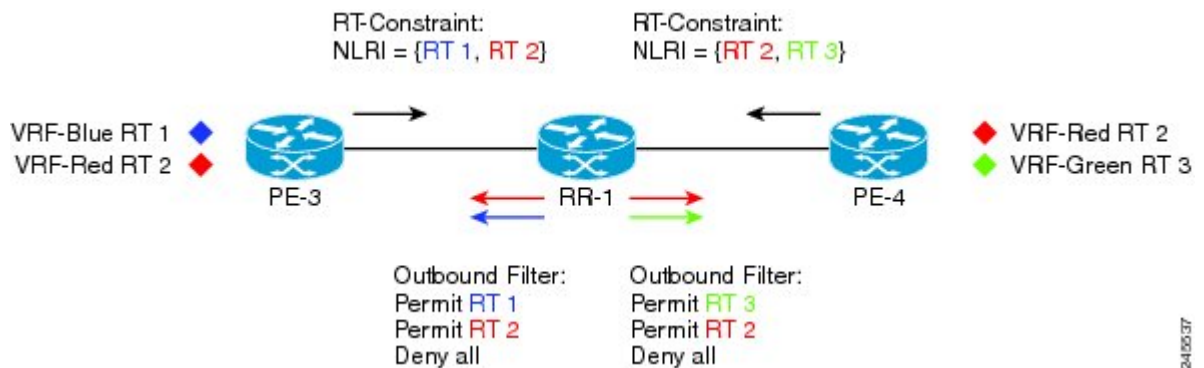 RT-Constraint:
NLRI = {RT 1, RT 2}
RT-Constraint:
NLRI = {RT 2, RT 3}
VRF-Blue RT 1
VRF-Red RT 2
PE-3
RR-1
PE-4
VRF-Red RT 2
VRF-Green RT 3
Outbound Filter:
Permit RT 1
Permit RT 2
Deny all
Outbound Filter:
Permit RT 3
Permit RT 2
Deny all
245537